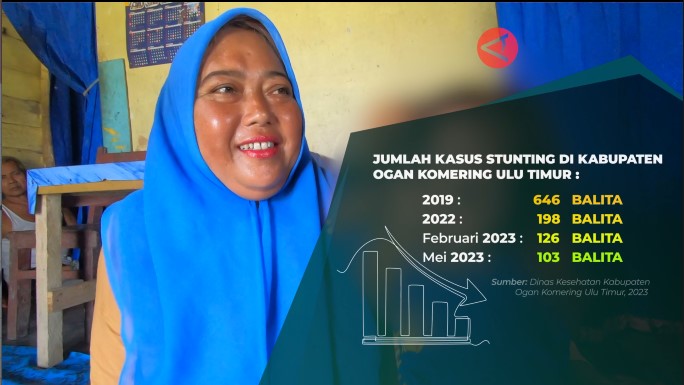 JUMLAH KASUS STUNTING DI KABUPATEN
OGAN KOMERING ULU TIMUR :
2019 : 646 BALITA
2022 : 198 BALITA
Februari 2023 : 126 BALITA
Mei 2023 : 103 BALITA
Sumber: Dinas Kesehatan Kabupaten
Ogan Komering Ulu Timur, 2023